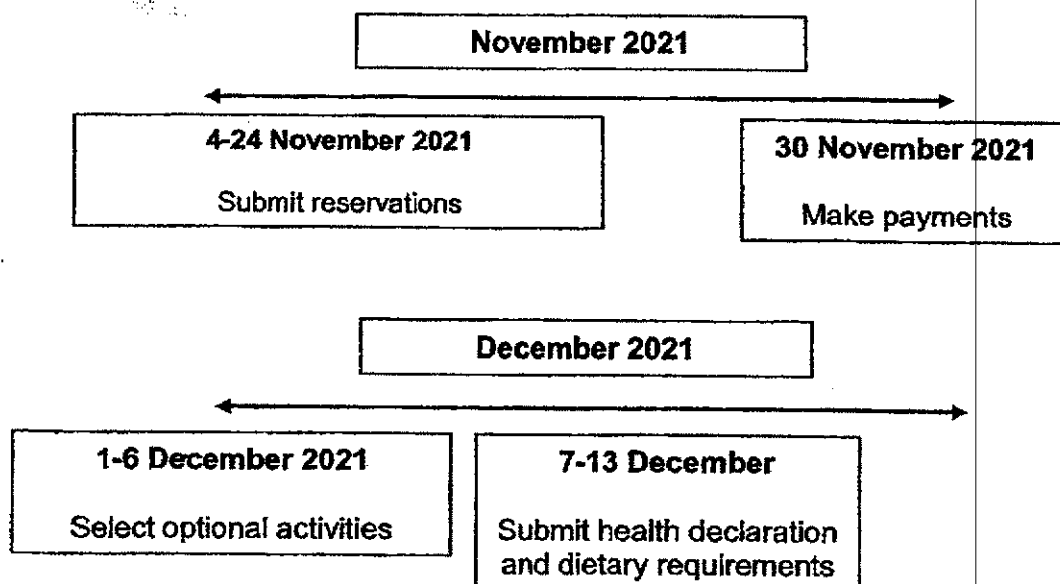 November 2021
4-24 November 2021
Submit reservations
30 November 2021
Make payments
December 2021
1-6 December 2021
Select optional activities
7-13 December
Submit health declaration
and dietary requirements